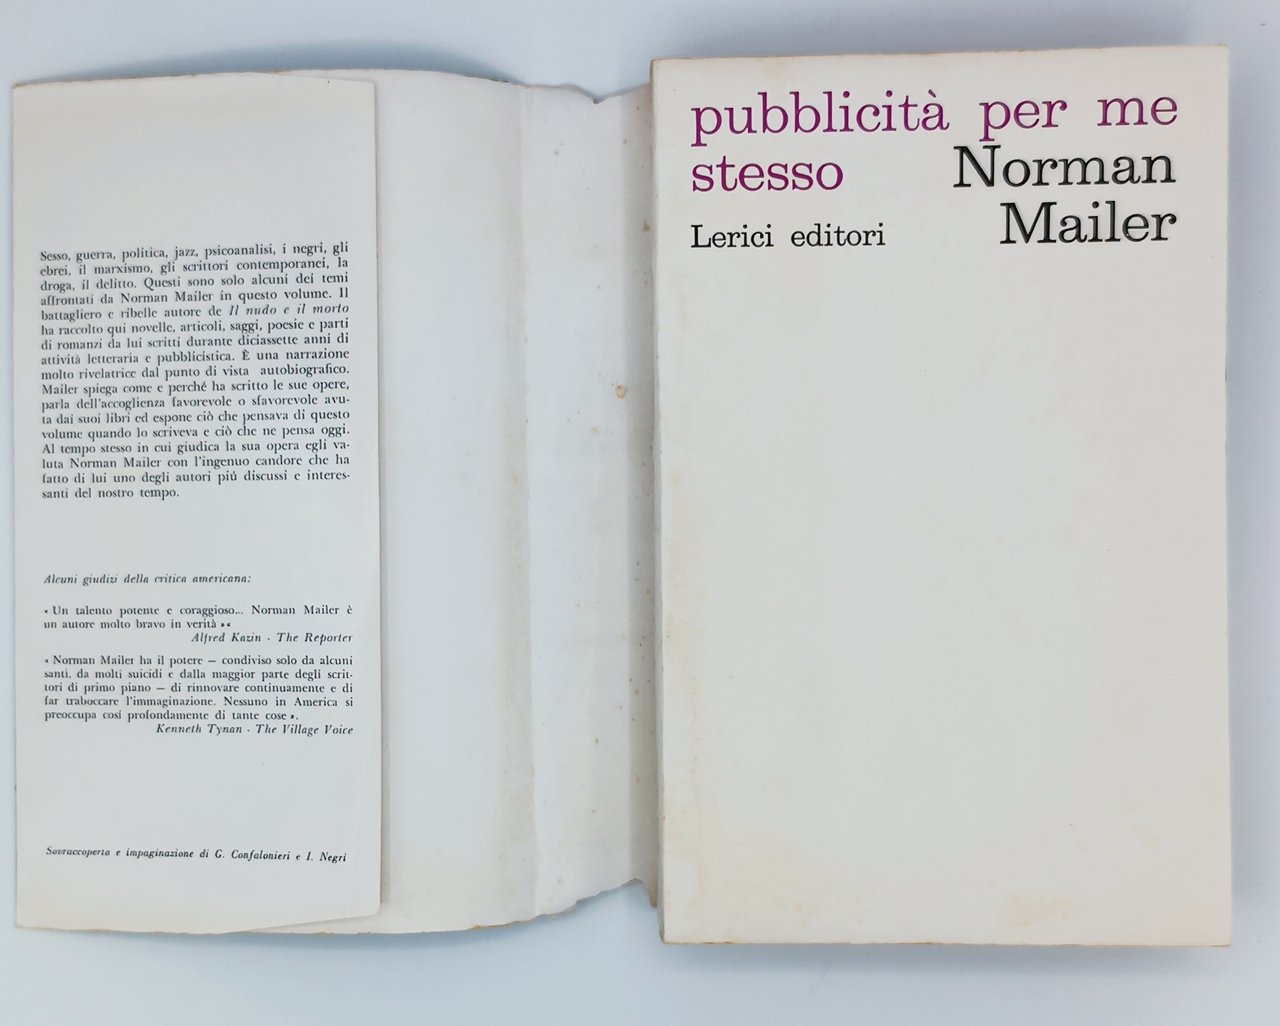 Sesso, guerra, politica, jazz, psicoanalisi, i negri, gli
ebrei, il marxismo, gli scrittori contemporanei, la
droga, il delitto. Questi sono solo alcuni dei temi
affrontati da Norman Mailer in questo volume. Il
battagliero e ribelle autore de Il nudo e il morto
ha raccolto qui novelle, articoli, saggi, poesie e parti
di romanzi da lui scritti durante diciassette anni di
attività letteraria e pubblicistica. È una narrazione
molto rivelatrice dal punto di vista autobiografico.
Mailer spiega come e perché ha scritto le sue opere,
parla dell'accoglienza favorevole o sfavorevole avu-
ta dai suoi libri ed espone ciò che pensava di questo
volume quando lo scriveva e ciò che ne pensa oggi.
Al tempo stesso in cui giudica la sua opera egli va-
luta Norman Mailer con l'ingenuo candore che ha
fatto di lui uno degli autori piú discussi e interes-
santi del nostro tempo.
Alcuni giudizi della critica americana:
« Un talento potente e coraggioso... Norman Mailer è
un autore molto bravo in verità »
Alfred Kazin - The Reporter
« Norman Mailer ha il potere — condiviso solo da alcuni
santi, da molti suicidi e dalla maggior parte degli scrit-
tori di primo piano — di rinnovare continuamente e di
far traboccare l'immaginazione. Nessuno in America si
preoccupa cosí profondamente di tante cose ».
Kenneth Tynan - The Village Voice
Sovraccoperta e impaginazione di G. Confalonieri e I. Negri
pubblicità per me
stesso Norman
Lerici editori Mailer